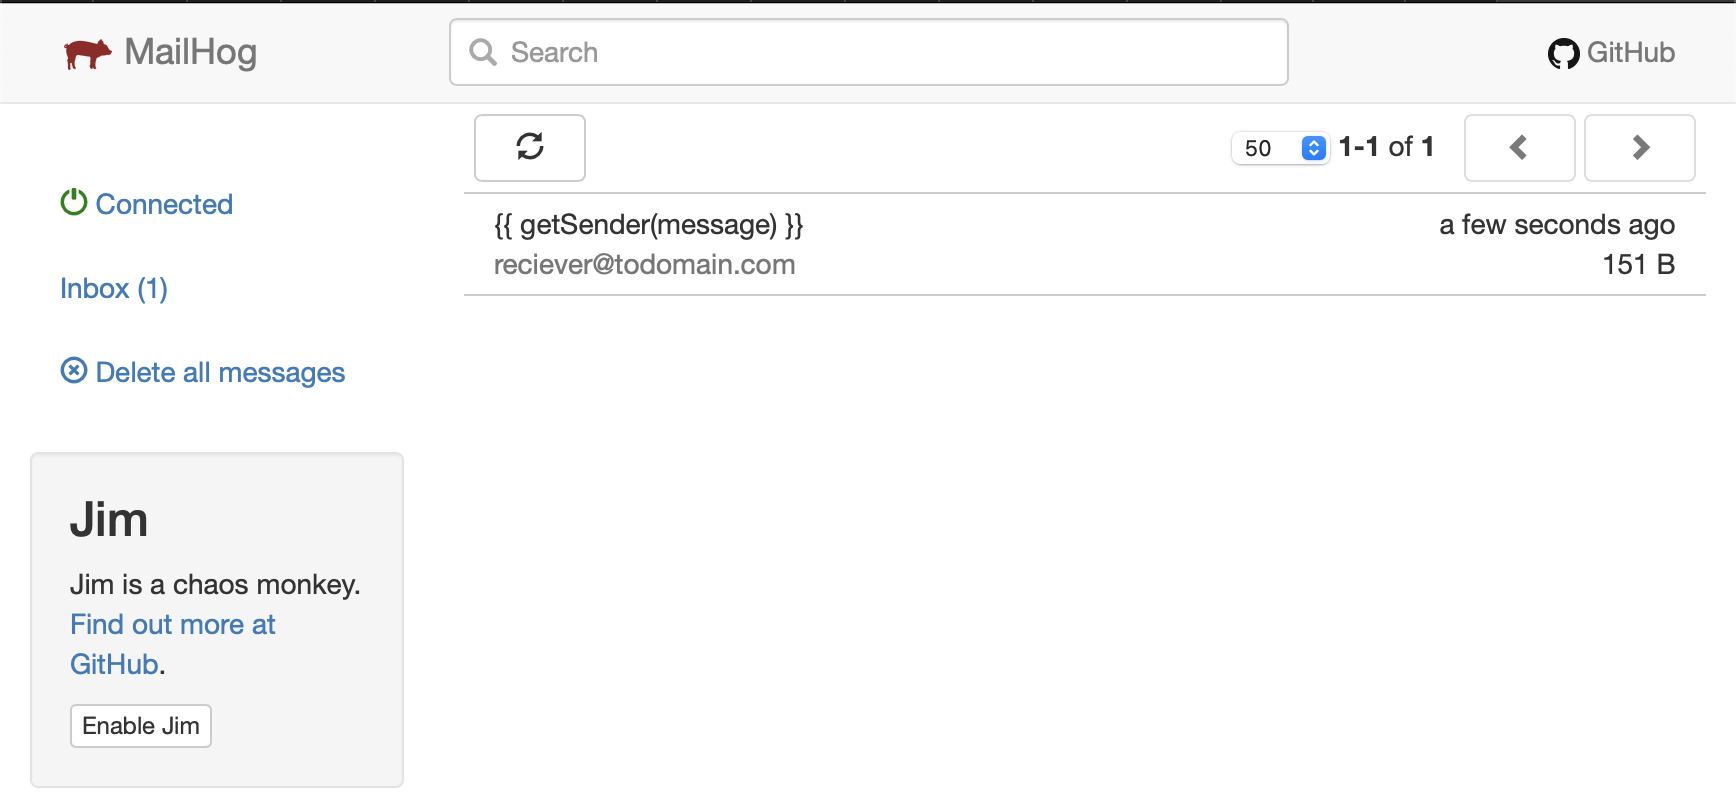 MailHog
Search
GitHub
50
1-1 of 1
Connected
{{ getSender(message) }}
a few seconds ago
reciever@todomain.com
151 B
Inbox (1)
Delete all messages
Jim
Jim is a chaos monkey.
Find out more at
GitHub.
Enable Jim